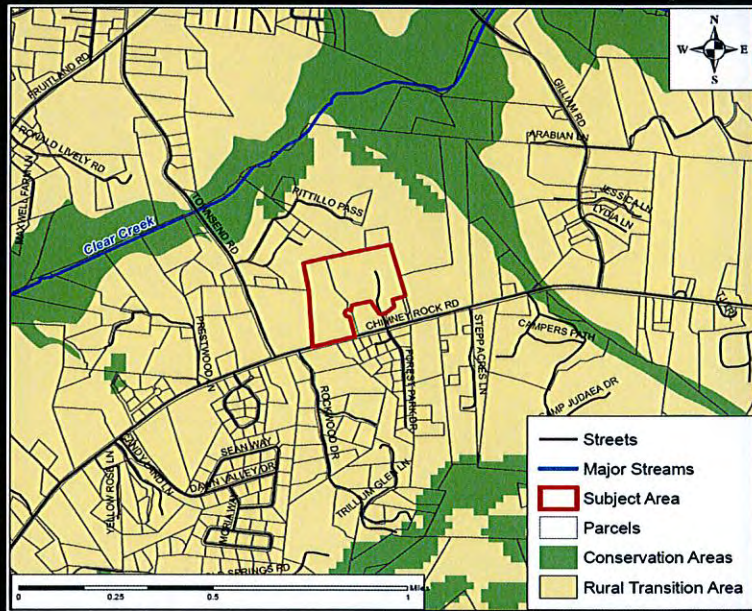 N
W E
S
FRUITLAND RD
RONALD LIVELY RD
MAXWELL FARM LN
TOWNSEND RD
GILLIAM RD
ARABIAN LN
JESSICA LN
LYDIA LN
PITTILLO PASS
Clear Creek
CHIMNEY ROCK RD
PRESTWOOD LN
STEPP ACRES LN
CAMPERS PATH
FOREST PARK DR
ROCKWOOD DR
CAMP JUDAEA DR
SEAN WAY
DAWN VALLEY DR
YELLOW ROSE LN
TRILLIUM GLEN LN
SPRINGS RD
Streets
Major Streams
Subject Area
Parcels
Conservation Areas
Rural Transition Area
Miles
0 0.25 0.5 1